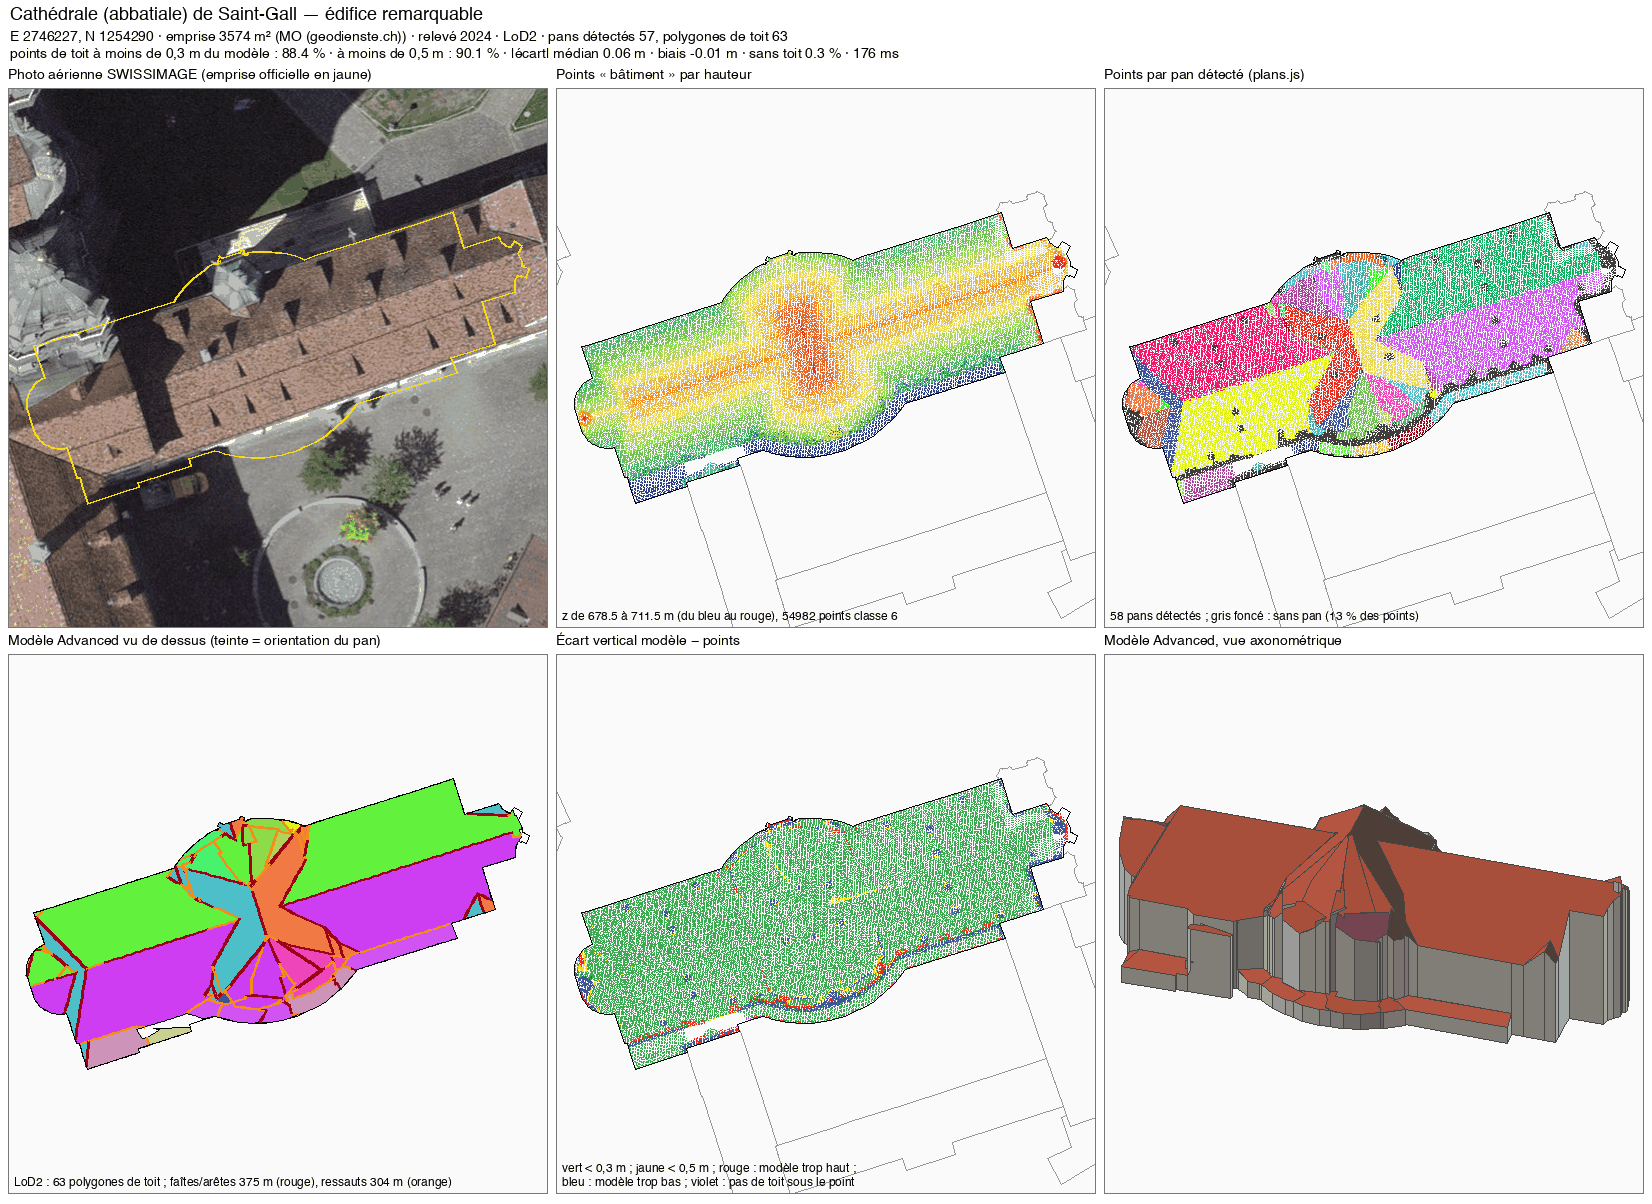 Cathédrale (abbatiale) de Saint-Gall — édifice remarquable
E 2746227, N 1254290 · emprise 3574 m² (MO (geodienste.ch)) · relevé 2024 · LoD2 · pans détectés 57, polygones de toit 63
points de toit à moins de 0,3 m du modèle : 88.4 % · à moins de 0,5 m : 90.1 % · |écart| médian 0.06 m · biais -0.01 m · sans toit 0.3 % · 176 ms
Photo aérienne SWISSIMAGE (emprise officielle en jaune)
Points « bâtiment » par hauteur
Points par pan détecté (plans.js)
z de 678.5 à 711.5 m (du bleu au rouge), 54982 points classe 6
58 pans détectés ; gris foncé : sans pan (13 % des points)
Modèle Advanced vu de dessus (teinte = orientation du pan)
Écart vertical modèle – points
Modèle Advanced, vue axonométrique
LoD2 : 63 polygones de toit ; faîtes/arêtes 375 m (rouge), ressauts 304 m (orange)
vert < 0,3 m ; jaune < 0,5 m ; rouge : modèle trop haut ;
bleu : modèle trop bas ; violet : pas de toit sous le point